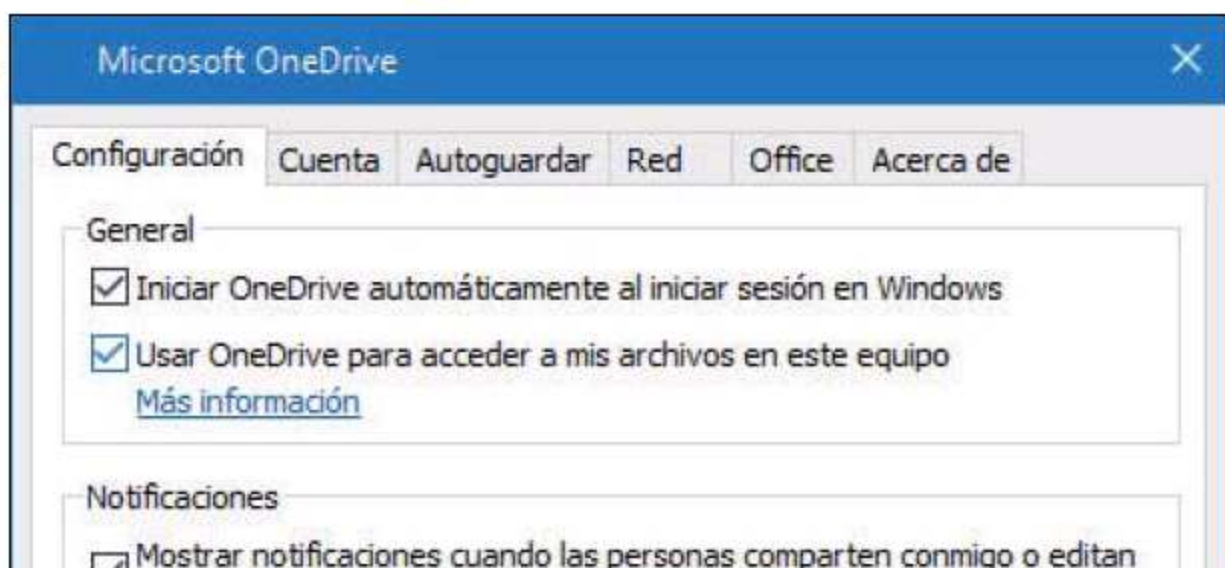 Microsoft OneDrive
Configuración Cuenta Autoguardar Red Office Acerca de
General
Iniciar OneDrive automáticamente al iniciar sesión en Windows
Usar OneDrive para acceder a mis archivos en este equipo
Más información
Notificaciones
Mostrar notificaciones cuando las personas comparten conmigo o editan